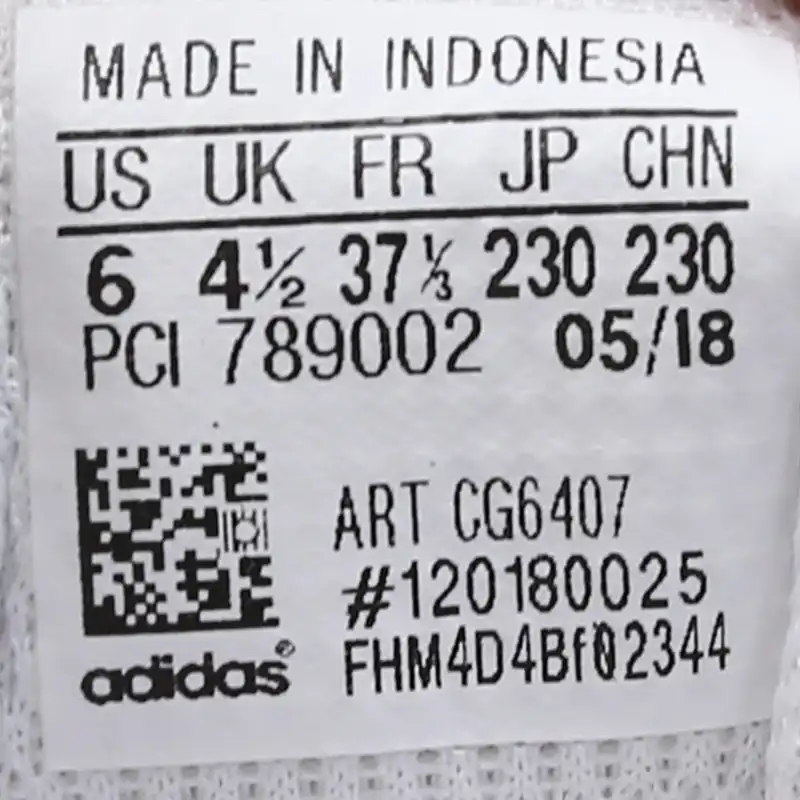 MADE IN INDONESIA
US UK FR JP CHN
6 4½ 37⅓ 230 230
PCI 789002 05/18
ART CG6407
#120180025
FHM4D4Bf02344
adidas®